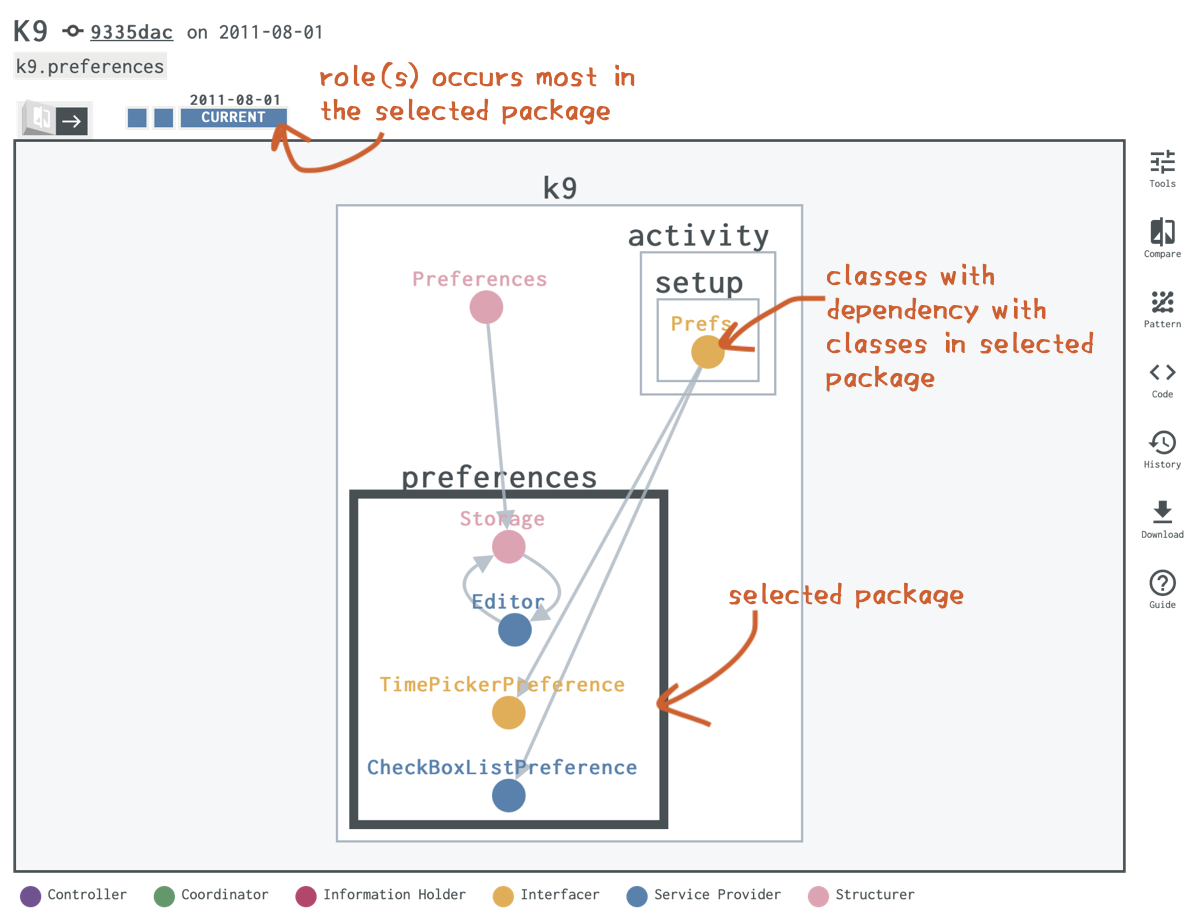 K9 9335dac on 2011-08-01
k9.preferences
2011-08-01
CURRENT
role(s) occurs most in
the selected package
k9
activity
setup
Preferences
Prefs
classes with
dependency with
classes in selected
package
preferences
Storage
Editor
TimePickerPreference
CheckBoxListPreference
selected package
Tools
Compare
Pattern
Code
History
Download
Guide
Controller Coordinator Information Holder Interfacer Service Provider Structurer